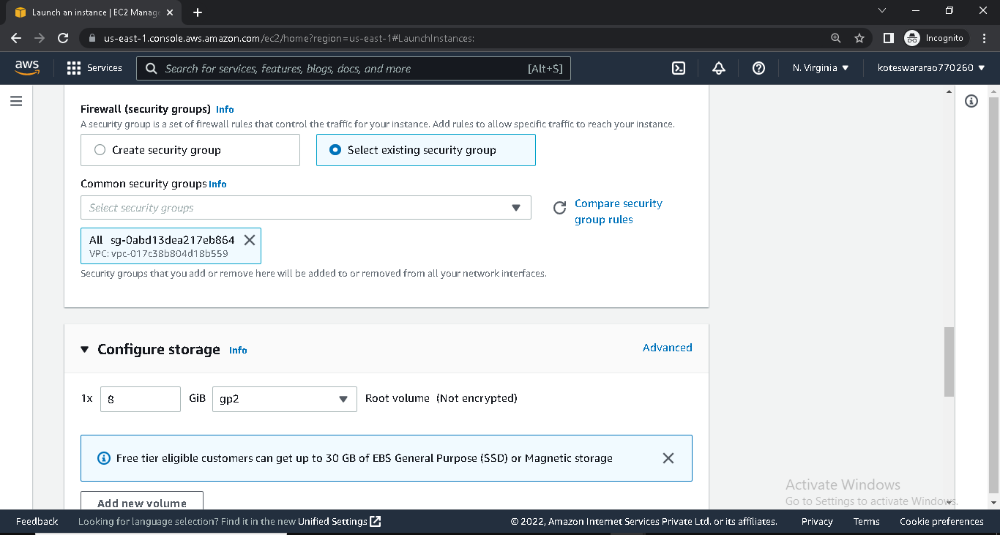 Launch an instance | EC2 Manag
us-east-1.console.aws.amazon.com/ec2/home?region=us-east-1#LaunchInstances:
Incognito
aws
Services
Search for services, features, blogs, docs, and more
[Alt+S]
N. Virginia
koteswararao770260
Firewall (security groups) Info
A security group is a set of firewall rules that control the traffic for your instance. Add rules to allow specific traffic to reach your instance.
Create security group
Select existing security group
Common security groups Info
Select security groups
Compare security
group rules
All sg-0abd13dea217eb864
VPC: vpc-017c38b804d18b559
Security groups that you add or remove here will be added to or removed from all your network interfaces.
Configure storage Info
Advanced
1x 8 GiB gp2 Root volume (Not encrypted)
Free tier eligible customers can get up to 30 GB of EBS General Purpose (SSD) or Magnetic storage
Add new volume
Activate Windows
Go to Settings to activate Windows.
Feedback
Looking for language selection? Find it in the new Unified Settings
© 2022, Amazon Internet Services Private Ltd. or its affiliates.
Privacy
Terms
Cookie preferences